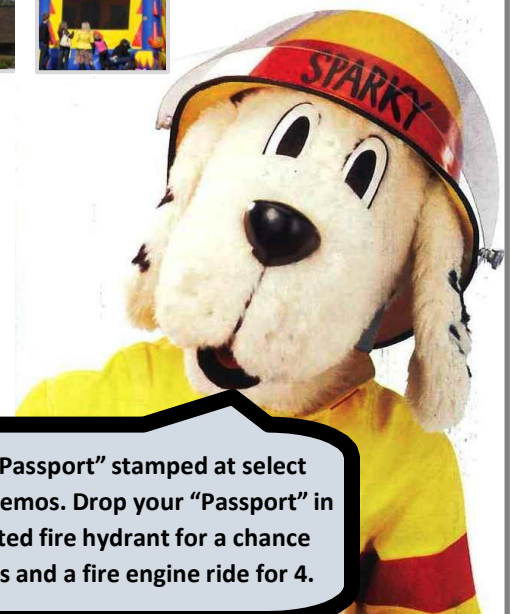 SPARKY
Passport” stamped at select
emos. Drop your “Passport” in
ted fire hydrant for a chance
s and a fire engine ride for 4.